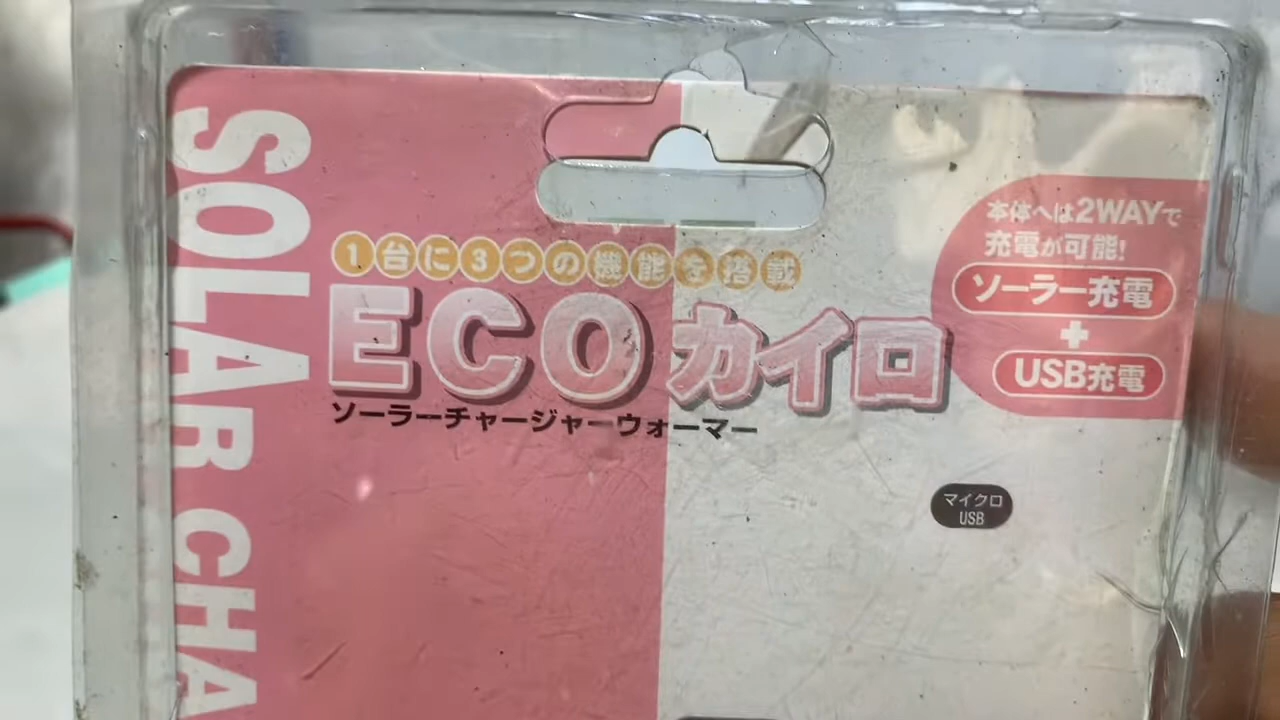 SOLAR CHA
1台に3つの機能を搭載
ECOカイロ
ソーラーチャージャーウォーマー
本体へは2WAYで
充電が可能!
ソーラー充電
+
USB充電
マイクロ
USB